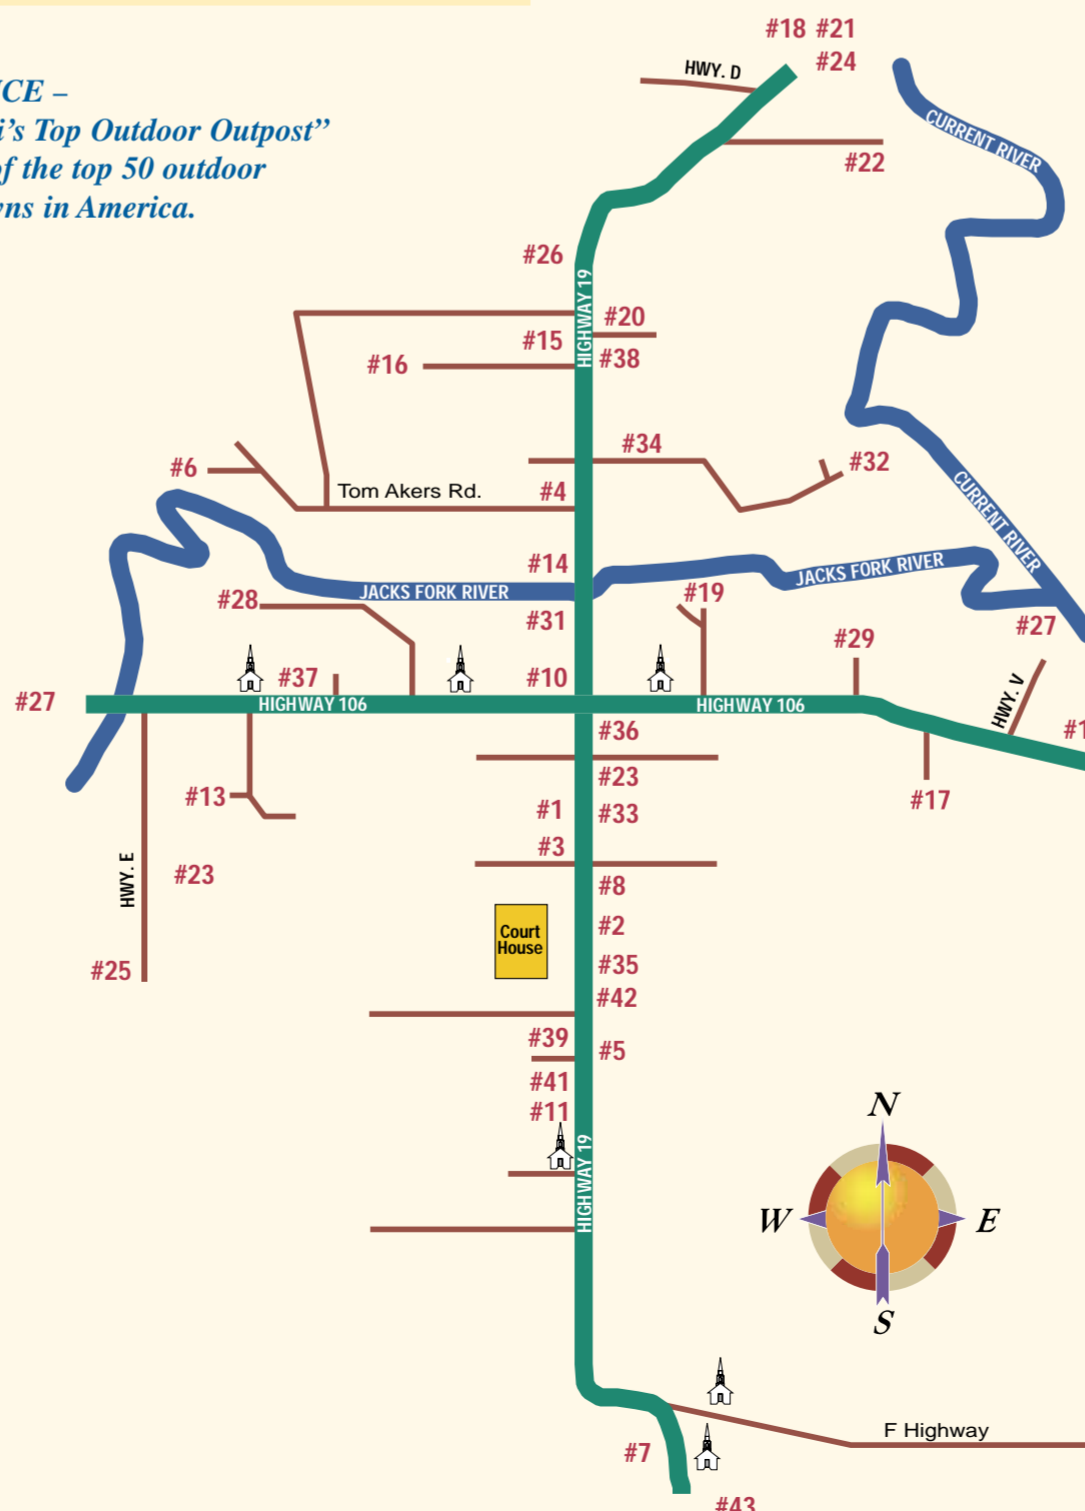 #18 #21
HWY. D
#24
CE –
i’s Top Outdoor Outpost”
of the top 50 outdoor
ns in America.
CURRENT RIVER
#22
#26
HIGHWAY 19
#20
#15
#16
#38
#34
#32
#6
Tom Akers Rd.
#4
CURRENT RIVER
#14
JACKS FORK RIVER
JACKS FORK RIVER
#28
#19
#31
#27
#29
#37
#10
HWY. V
#27
HIGHWAY 106
HIGHWAY 106
#36
#1
#23
#13
#1
#33
#17
#3
HWY. E
#23
#8
Court
House
#2
#25
#35
#42
#39
#5
#41
#11
HIGHWAY 19
N
W
E
S
F Highway
#7
#43